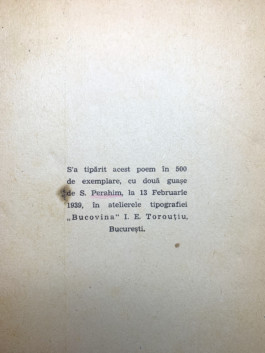 S'a tipărit acest poem în 560
de exemplare, cu două guașe
de S. Perahim, la 13 Februarie
1939, în atelierele tipografiei
„Bucovina" I. E. Torouțiu,
București.